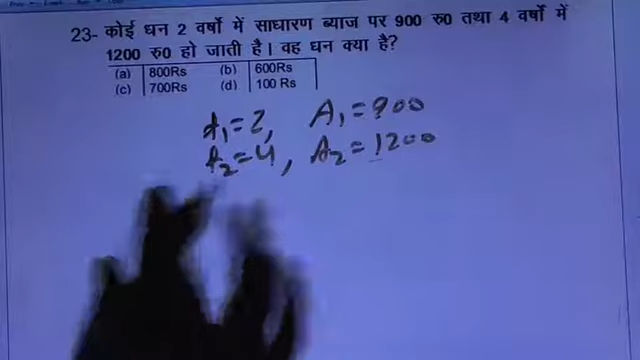 23- कोई धन 2 वर्षो में साधारण ब्याज पर 900 रु0 तथा 4 वर्षो में
1200 रु0 हो जाती है। वह धन क्या है?
(a) 800Rs (b) 600Rs
(c) 700Rs (d) 100 Rs
t₁=2, A₁=900
t₂=4, A₂=1200